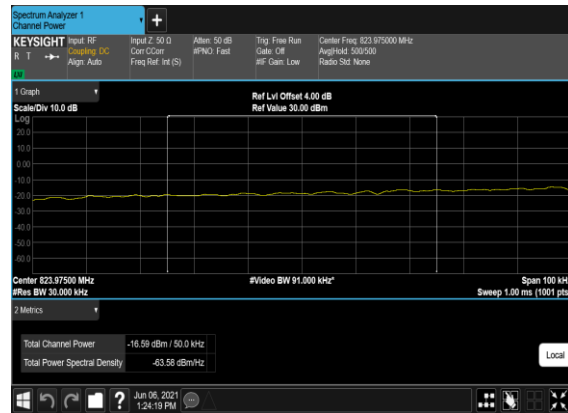 Spectrum Analyzer 1
Channel Power
+
KEYSIGHT Input: RF Input Z: 50 Ω Atten: 50 dB Trig: Free Run Center Freq: 823.975000 MHz
R T Coupling: DC Corr CCorr #PNO: Fast Gate: Off Avg|Hold: 500/500
Align: Auto Freq Ref: Int (S) #IF Gain: Low Radio Std: None
LXI
1 Graph
Ref Lvl Offset 4.00 dB
Scale/Div 10.0 dB Ref Value 30.00 dBm
Log
20.0
10.0
0.00
-10.0
-20.0
-30.0
-40.0
-50.0
-60.0
Center 823.97500 MHz #Video BW 91.000 kHz* Span 100 kH
#Res BW 30.000 kHz Sweep 1.00 ms (1001 pts
2 Metrics
Total Channel Power -16.59 dBm / 50.0 kHz
Total Power Spectral Density -63.58 dBm/Hz
Local
? Jun 06, 2021
1:24:19 PM